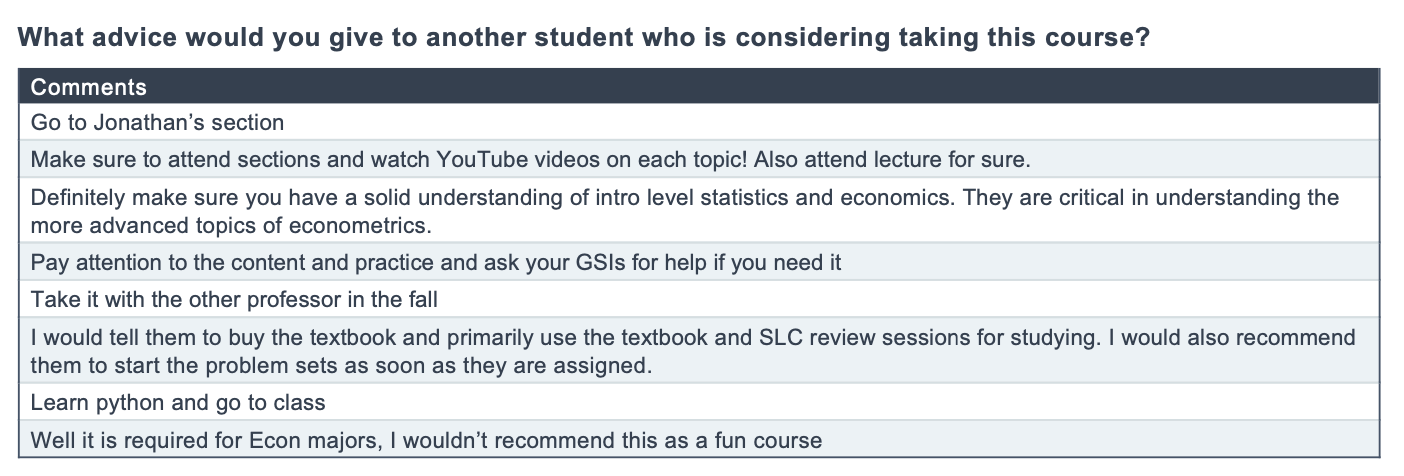 What advice would you give to another student who is considering taking this course?
Comments
Go to Jonathan’s section
Make sure to attend sections and watch YouTube videos on each topic! Also attend lecture for sure.
Definitely make sure you have a solid understanding of intro level statistics and economics. They are critical in understanding the
more advanced topics of econometrics.
Pay attention to the content and practice and ask your GSIs for help if you need it
Take it with the other professor in the fall
I would tell them to buy the textbook and primarily use the textbook and SLC review sessions for studying. I would also recommend
them to start the problem sets as soon as they are assigned.
Learn python and go to class
Well it is required for Econ majors, I wouldn’t recommend this as a fun course